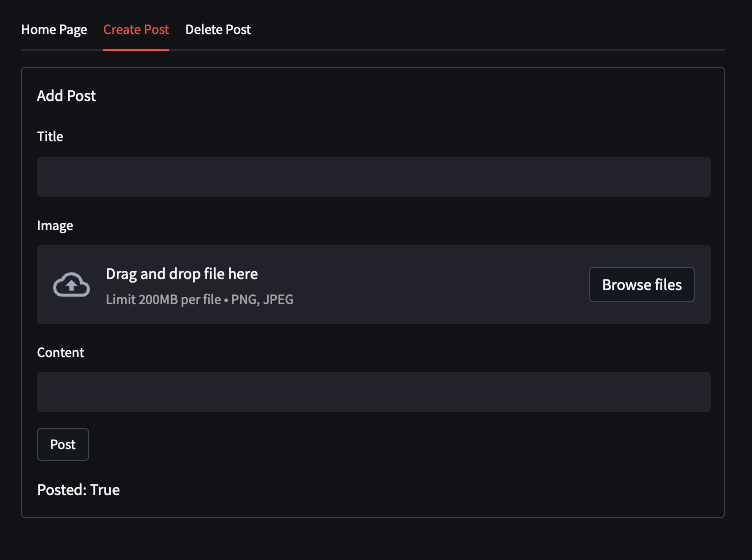 Home Page Create Post Delete Post
Add Post
Title
Image
Drag and drop file here
Limit 200MB per file • PNG, JPEG
Browse files
Content
Post
Posted: True